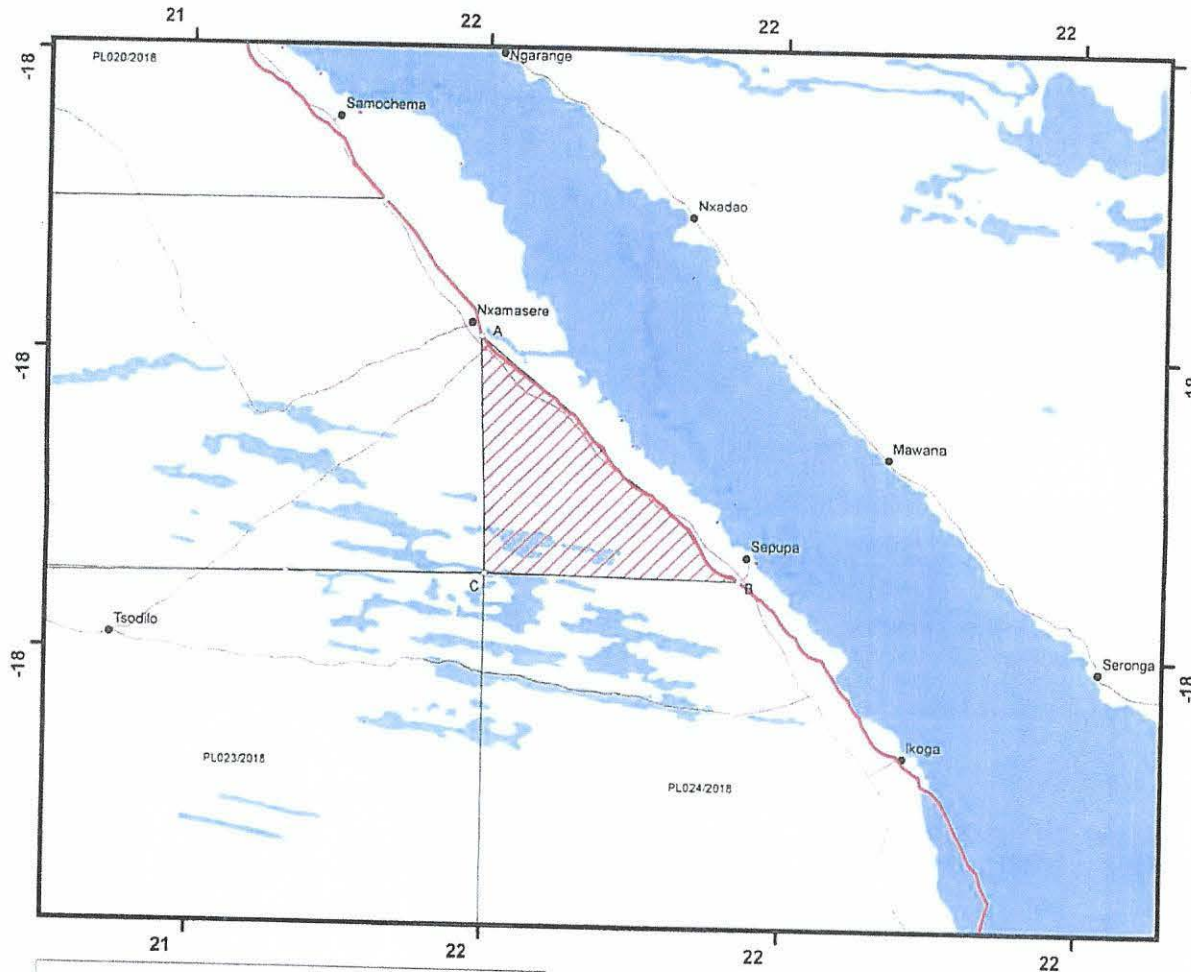 21 22 22 22
-18
PL020/2018
Ngarange
Samochema
Nxadao
Nxamasere
A
-18
-18
Mawana
Sepupa
C
B
Tsodilo
-18
Seronga
-18
PL023/2018
Ikoga
PL024/2018
21 22 22 22